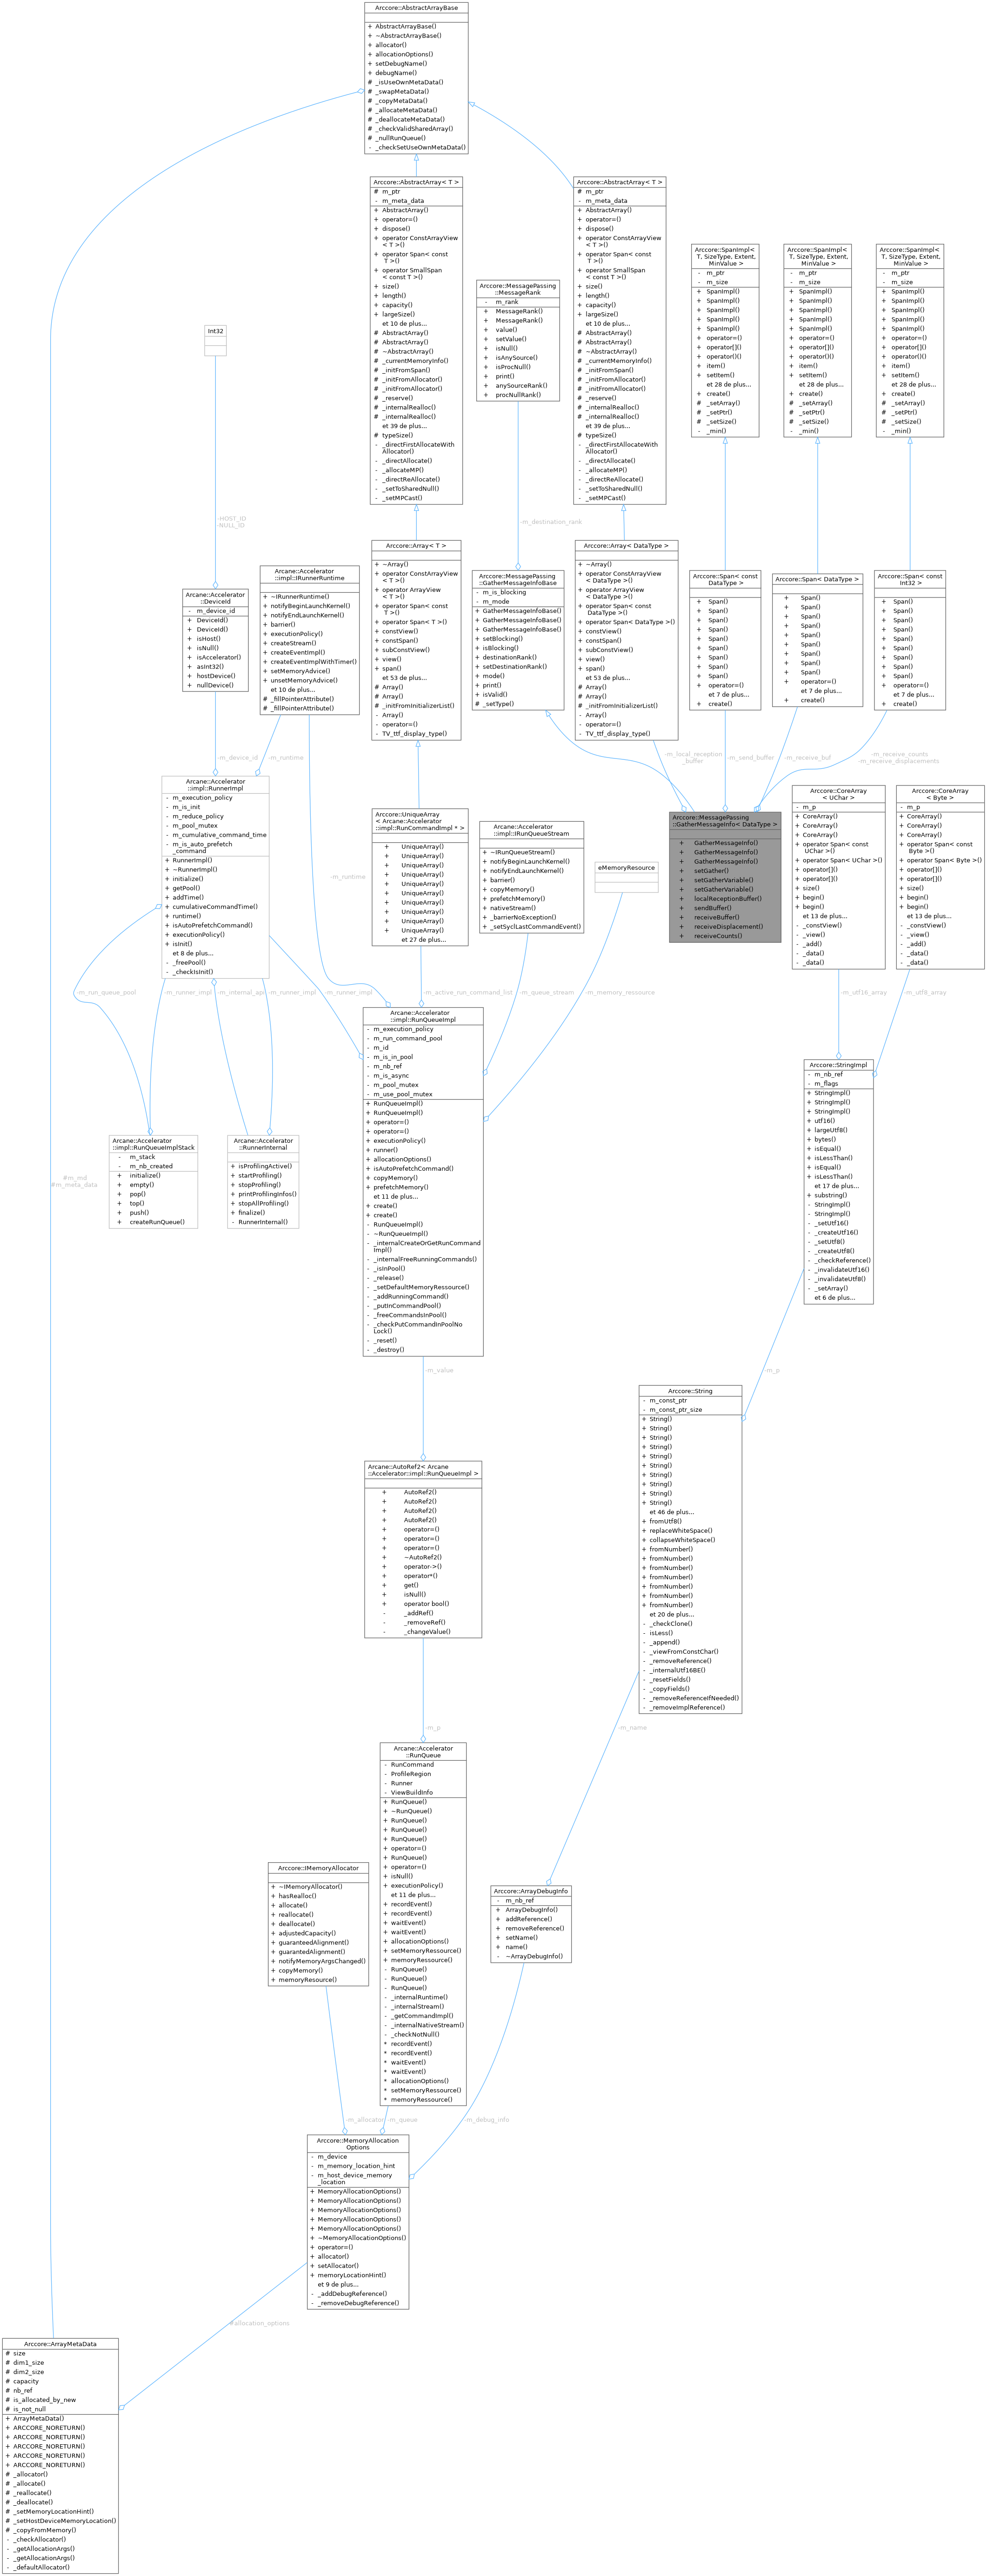 Arccore::AbstractArrayBase
+ AbstractArrayBase()
+ ~AbstractArrayBase()
+ allocator()
+ allocationOptions()
+ setDebugName()
+ debugName()
# _isUseOwnMetaData()
# _swapMetaData()
# _copyMetaData()
# _allocateMetaData()
# _deallocateMetaData()
# _checkValidSharedArray()
# _nullRunQueue()
- _checkSetUseOwnMetaData()
Arccore::AbstractArray< T >
# m_ptr
- m_meta_data
+ AbstractArray()
+ operator=()
+ dispose()
+ operator ConstArrayView
< T >()
+ operator Span< const
T >()
+ operator SmallSpan
< const T >()
+ size()
+ length()
+ capacity()
+ largeSize()
et 10 de plus...
# AbstractArray()
# AbstractArray()
# ~AbstractArray()
# _currentMemoryInfo()
# _initFromSpan()
# _initFromAllocator()
# _initFromAllocator()
# _reserve()
# _internalRealloc()
# _internalRealloc()
et 39 de plus...
# typeSize()
- _directFirstAllocateWith
Allocator()
- _directAllocate()
- _allocateMP()
- _directReAllocate()
- _setToSharedNull()
- _setMPCast()
Arccore::AbstractArray< T >
# m_ptr
- m_meta_data
+ AbstractArray()
+ operator=()
+ dispose()
+ operator ConstArrayView
< T >()
+ operator Span< const
T >()
+ operator SmallSpan
< const T >()
+ size()
+ length()
+ capacity()
+ largeSize()
et 10 de plus...
# AbstractArray()
# AbstractArray()
# ~AbstractArray()
# _currentMemoryInfo()
# _initFromSpan()
# _initFromAllocator()
# _initFromAllocator()
# _reserve()
# _internalRealloc()
# _internalRealloc()
et 39 de plus...
# typeSize()
- _directFirstAllocateWith
Allocator()
- _directAllocate()
- _allocateMP()
- _directReAllocate()
- _setToSharedNull()
- _setMPCast()
Arccore::MessagePassing
::MessageRank
- m_rank
+ MessageRank()
+ MessageRank()
+ value()
+ setValue()
+ isNull()
+ isAnySource()
+ isProcNull()
+ print()
+ anySourceRank()
+ procNullRank()
Arccore::SpanImpl<
T, SizeType, Extent,
MinValue >
- m_ptr
- m_size
+ SpanImpl()
+ SpanImpl()
+ SpanImpl()
+ SpanImpl()
+ SpanImpl()
+ operator=()
+ operator[]()
+ operator()()
+ item()
+ setItem()
et 28 de plus...
+ create()
# _setArray()
# _setPtr()
# _setSize()
- _min()
Arccore::SpanImpl<
T, SizeType, Extent,
MinValue >
- m_ptr
- m_size
+ SpanImpl()
+ SpanImpl()
+ SpanImpl()
+ SpanImpl()
+ SpanImpl()
+ operator=()
+ operator[]()
+ operator()()
+ item()
+ setItem()
et 28 de plus...
+ create()
# _setArray()
# _setPtr()
# _setSize()
- _min()
Arccore::SpanImpl<
T, SizeType, Extent,
MinValue >
- m_ptr
- m_size
+ SpanImpl()
+ SpanImpl()
+ SpanImpl()
+ SpanImpl()
+ SpanImpl()
+ operator=()
+ operator[]()
+ operator()()
+ item()
+ setItem()
et 28 de plus...
+ create()
# _setArray()
# _setPtr()
# _setSize()
- _min()
Int32
-HOST_ID
-NULL_ID
-m_destination_rank
Arcane::Accelerator
::DeviceId
- m_device_id
+ DeviceId()
+ DeviceId()
+ isHost()
+ isNull()
+ isAccelerator()
+ asInt32()
+ hostDevice()
+ nullDevice()
Arcane::Accelerator
::impl::IRunnerRuntime
+ ~IRunnerRuntime()
+ notifyBeginLaunchKernel()
+ notifyEndLaunchKernel()
+ barrier()
+ executionPolicy()
+ createStream()
+ createEventImpl()
+ createEventImplWithTimer()
+ setMemoryAdvice()
+ unsetMemoryAdvice()
et 10 de plus...
# _fillPointerAttribute()
# _fillPointerAttribute()
Arccore::Array< T >
+ ~Array()
+ operator ConstArrayView
< T >()
+ operator ArrayView
< T >()
+ operator Span< const
T >()
+ operator Span< T >()
+ constView()
+ constSpan()
+ subConstView()
+ view()
+ span()
et 53 de plus...
# Array()
# Array()
# _initFromInitializerList()
- Array()
- operator=()
- TV_ttf_display_type()
Arccore::MessagePassing
::GatherMessageInfoBase
- m_is_blocking
- m_mode
+ GatherMessageInfoBase()
+ GatherMessageInfoBase()
+ GatherMessageInfoBase()
+ setBlocking()
+ isBlocking()
+ destinationRank()
+ setDestinationRank()
+ mode()
+ print()
+ isValid()
# _setType()
Arccore::Array< DataType >
+ ~Array()
+ operator ConstArrayView
< DataType >()
+ operator ArrayView
< DataType >()
+ operator Span< const
DataType >()
+ operator Span< DataType >()
+ constView()
+ constSpan()
+ subConstView()
+ view()
+ span()
et 53 de plus...
# Array()
# Array()
# _initFromInitializerList()
- Array()
- operator=()
- TV_ttf_display_type()
Arccore::Span< const
DataType >
+ Span()
+ Span()
+ Span()
+ Span()
+ Span()
+ Span()
+ Span()
+ Span()
+ Span()
+ operator=()
et 7 de plus...
+ create()
Arccore::Span< DataType >
+ Span()
+ Span()
+ Span()
+ Span()
+ Span()
+ Span()
+ Span()
+ Span()
+ Span()
+ operator=()
et 7 de plus...
+ create()
Arccore::Span< const
Int32 >
+ Span()
+ Span()
+ Span()
+ Span()
+ Span()
+ Span()
+ Span()
+ Span()
+ Span()
+ operator=()
et 7 de plus...
+ create()
-m_device_id
-m_runtime
-m_local_reception
_buffer
-m_send_buffer
-m_receive_buf
-m_receive_counts
-m_receive_displacements
Arcane::Accelerator
::impl::RunnerImpl
- m_execution_policy
- m_is_init
- m_reduce_policy
- m_pool_mutex
- m_cumulative_command_time
- m_is_auto_prefetch
_command
+ RunnerImpl()
+ ~RunnerImpl()
+ initialize()
+ getPool()
+ addTime()
+ cumulativeCommandTime()
+ runtime()
+ isAutoPrefetchCommand()
+ executionPolicy()
+ isInit()
et 8 de plus...
- _freePool()
- _checkIsInit()
-m_runtime
Arccore::UniqueArray
< Arcane::Accelerator
::impl::RunCommandImpl * >
+ UniqueArray()
+ UniqueArray()
+ UniqueArray()
+ UniqueArray()
+ UniqueArray()
+ UniqueArray()
+ UniqueArray()
+ UniqueArray()
+ UniqueArray()
+ UniqueArray()
et 27 de plus...
Arcane::Accelerator
::impl::IRunQueueStream
+ ~IRunQueueStream()
+ notifyBeginLaunchKernel()
+ notifyEndLaunchKernel()
+ barrier()
+ copyMemory()
+ prefetchMemory()
+ nativeStream()
+ _barrierNoException()
+ _setSyclLastCommandEvent()
eMemoryResource
Arccore::MessagePassing
::GatherMessageInfo< DataType >
+ GatherMessageInfo()
+ GatherMessageInfo()
+ GatherMessageInfo()
+ setGather()
+ setGatherVariable()
+ setGatherVariable()
+ localReceptionBuffer()
+ sendBuffer()
+ receiveBuffer()
+ receiveDisplacement()
+ receiveCounts()
Arccore::CoreArray
< UChar >
- m_p
+ CoreArray()
+ CoreArray()
+ CoreArray()
+ operator Span< const
UChar >()
+ operator Span< UChar >()
+ operator[]()
+ operator[]()
+ size()
+ begin()
+ begin()
et 13 de plus...
- _constView()
- _view()
- _add()
- _data()
- _data()
Arccore::CoreArray
< Byte >
- m_p
+ CoreArray()
+ CoreArray()
+ CoreArray()
+ operator Span< const
Byte >()
+ operator Span< Byte >()
+ operator[]()
+ operator[]()
+ size()
+ begin()
+ begin()
et 13 de plus...
- _constView()
- _view()
- _add()
- _data()
- _data()
-m_run_queue_pool
-m_runner_impl
-m_internal_api
-m_runner_impl
-m_runner_impl
-m_active_run_command_list
-m_queue_stream
-m_memory_ressource
-m_utf16_array
-m_utf8_array
Arcane::Accelerator
::impl::RunQueueImpl
- m_execution_policy
- m_run_command_pool
- m_id
- m_is_in_pool
- m_nb_ref
- m_is_async
- m_pool_mutex
- m_use_pool_mutex
+ RunQueueImpl()
+ RunQueueImpl()
+ operator=()
+ operator=()
+ executionPolicy()
+ runner()
+ allocationOptions()
+ isAutoPrefetchCommand()
+ copyMemory()
+ prefetchMemory()
et 11 de plus...
+ create()
+ create()
- RunQueueImpl()
- ~RunQueueImpl()
- _internalCreateOrGetRunCommand
Impl()
- _internalFreeRunningCommands()
- _isInPool()
- _release()
- _setDefaultMemoryRessource()
- _addRunningCommand()
- _putInCommandPool()
- _freeCommandsInPool()
- _checkPutCommandInPoolNo
Lock()
- _reset()
- _destroy()
Arccore::StringImpl
- m_nb_ref
- m_flags
+ StringImpl()
+ StringImpl()
+ StringImpl()
+ utf16()
+ largeUtf8()
+ bytes()
+ isEqual()
+ isLessThan()
+ isEqual()
+ isLessThan()
et 17 de plus...
+ substring()
- StringImpl()
- StringImpl()
- _setUtf16()
- _createUtf16()
- _setUtf8()
- _createUtf8()
- _checkReference()
- _invalidateUtf16()
- _invalidateUtf8()
- _setArray()
et 6 de plus...
Arcane::Accelerator
::impl::RunQueueImplStack
- m_stack
- m_nb_created
+ initialize()
+ empty()
+ pop()
+ top()
+ push()
+ createRunQueue()
Arcane::Accelerator
::RunnerInternal
+ isProfilingActive()
+ startProfiling()
+ stopProfiling()
+ printProfilingInfos()
+ stopAllProfiling()
+ finalize()
- RunnerInternal()
#m_md
#m_meta_data
-m_value
-m_p
Arccore::String
- m_const_ptr
- m_const_ptr_size
+ String()
+ String()
+ String()
+ String()
+ String()
+ String()
+ String()
+ String()
+ String()
+ String()
et 46 de plus...
+ fromUtf8()
+ replaceWhiteSpace()
+ collapseWhiteSpace()
+ fromNumber()
+ fromNumber()
+ fromNumber()
+ fromNumber()
+ fromNumber()
+ fromNumber()
+ fromNumber()
et 20 de plus...
- _checkClone()
- isLess()
- _append()
- _viewFromConstChar()
- _removeReference()
- _internalUtf16BE()
- _resetFields()
- _copyFields()
- _removeReferenceIfNeeded()
- _removeImplReference()
Arcane::AutoRef2< Arcane
::Accelerator::impl::RunQueueImpl >
+ AutoRef2()
+ AutoRef2()
+ AutoRef2()
+ AutoRef2()
+ operator=()
+ operator=()
+ operator=()
+ ~AutoRef2()
+ operator->()
+ operator*()
+ get()
+ isNull()
+ operator bool()
- _addRef()
- _removeRef()
- _changeValue()
-m_p
-m_name
Arcane::Accelerator
::RunQueue
- RunCommand
- ProfileRegion
- Runner
- ViewBuildInfo
+ RunQueue()
+ ~RunQueue()
+ RunQueue()
+ RunQueue()
+ RunQueue()
+ operator=()
+ RunQueue()
+ operator=()
+ isNull()
+ executionPolicy()
et 11 de plus...
+ recordEvent()
+ recordEvent()
+ waitEvent()
+ waitEvent()
+ allocationOptions()
+ setMemoryRessource()
+ memoryRessource()
- RunQueue()
- RunQueue()
- RunQueue()
- _internalRuntime()
- _internalStream()
- _getCommandImpl()
- _internalNativeStream()
- _checkNotNull()
* recordEvent()
* recordEvent()
* waitEvent()
* waitEvent()
* allocationOptions()
* setMemoryRessource()
* memoryRessource()
Arccore::IMemoryAllocator
+ ~IMemoryAllocator()
+ hasRealloc()
+ allocate()
+ reallocate()
+ deallocate()
+ adjustedCapacity()
+ guaranteedAlignment()
+ guarantedAlignment()
+ notifyMemoryArgsChanged()
+ copyMemory()
+ memoryResource()
Arccore::ArrayDebugInfo
- m_nb_ref
+ ArrayDebugInfo()
+ addReference()
+ removeReference()
+ setName()
+ name()
- ~ArrayDebugInfo()
-m_allocator
-m_queue
-m_debug_info
Arccore::MemoryAllocation
Options
- m_device
- m_memory_location_hint
- m_host_device_memory
_location
+ MemoryAllocationOptions()
+ MemoryAllocationOptions()
+ MemoryAllocationOptions()
+ MemoryAllocationOptions()
+ MemoryAllocationOptions()
+ ~MemoryAllocationOptions()
+ operator=()
+ allocator()
+ setAllocator()
+ memoryLocationHint()
et 9 de plus...
- _addDebugReference()
- _removeDebugReference()
#allocation_options
Arccore::ArrayMetaData
# size
# dim1_size
# dim2_size
# capacity
# nb_ref
# is_allocated_by_new
# is_not_null
+ ArrayMetaData()
+ ARCCORE_NORETURN()
+ ARCCORE_NORETURN()
+ ARCCORE_NORETURN()
+ ARCCORE_NORETURN()
+ ARCCORE_NORETURN()
# _allocator()
# _allocate()
# _reallocate()
# _deallocate()
# _setMemoryLocationHint()
# _setHostDeviceMemoryLocation()
# _copyFromMemory()
- _checkAllocator()
- _getAllocationArgs()
- _getAllocationArgs()
- _defaultAllocator()